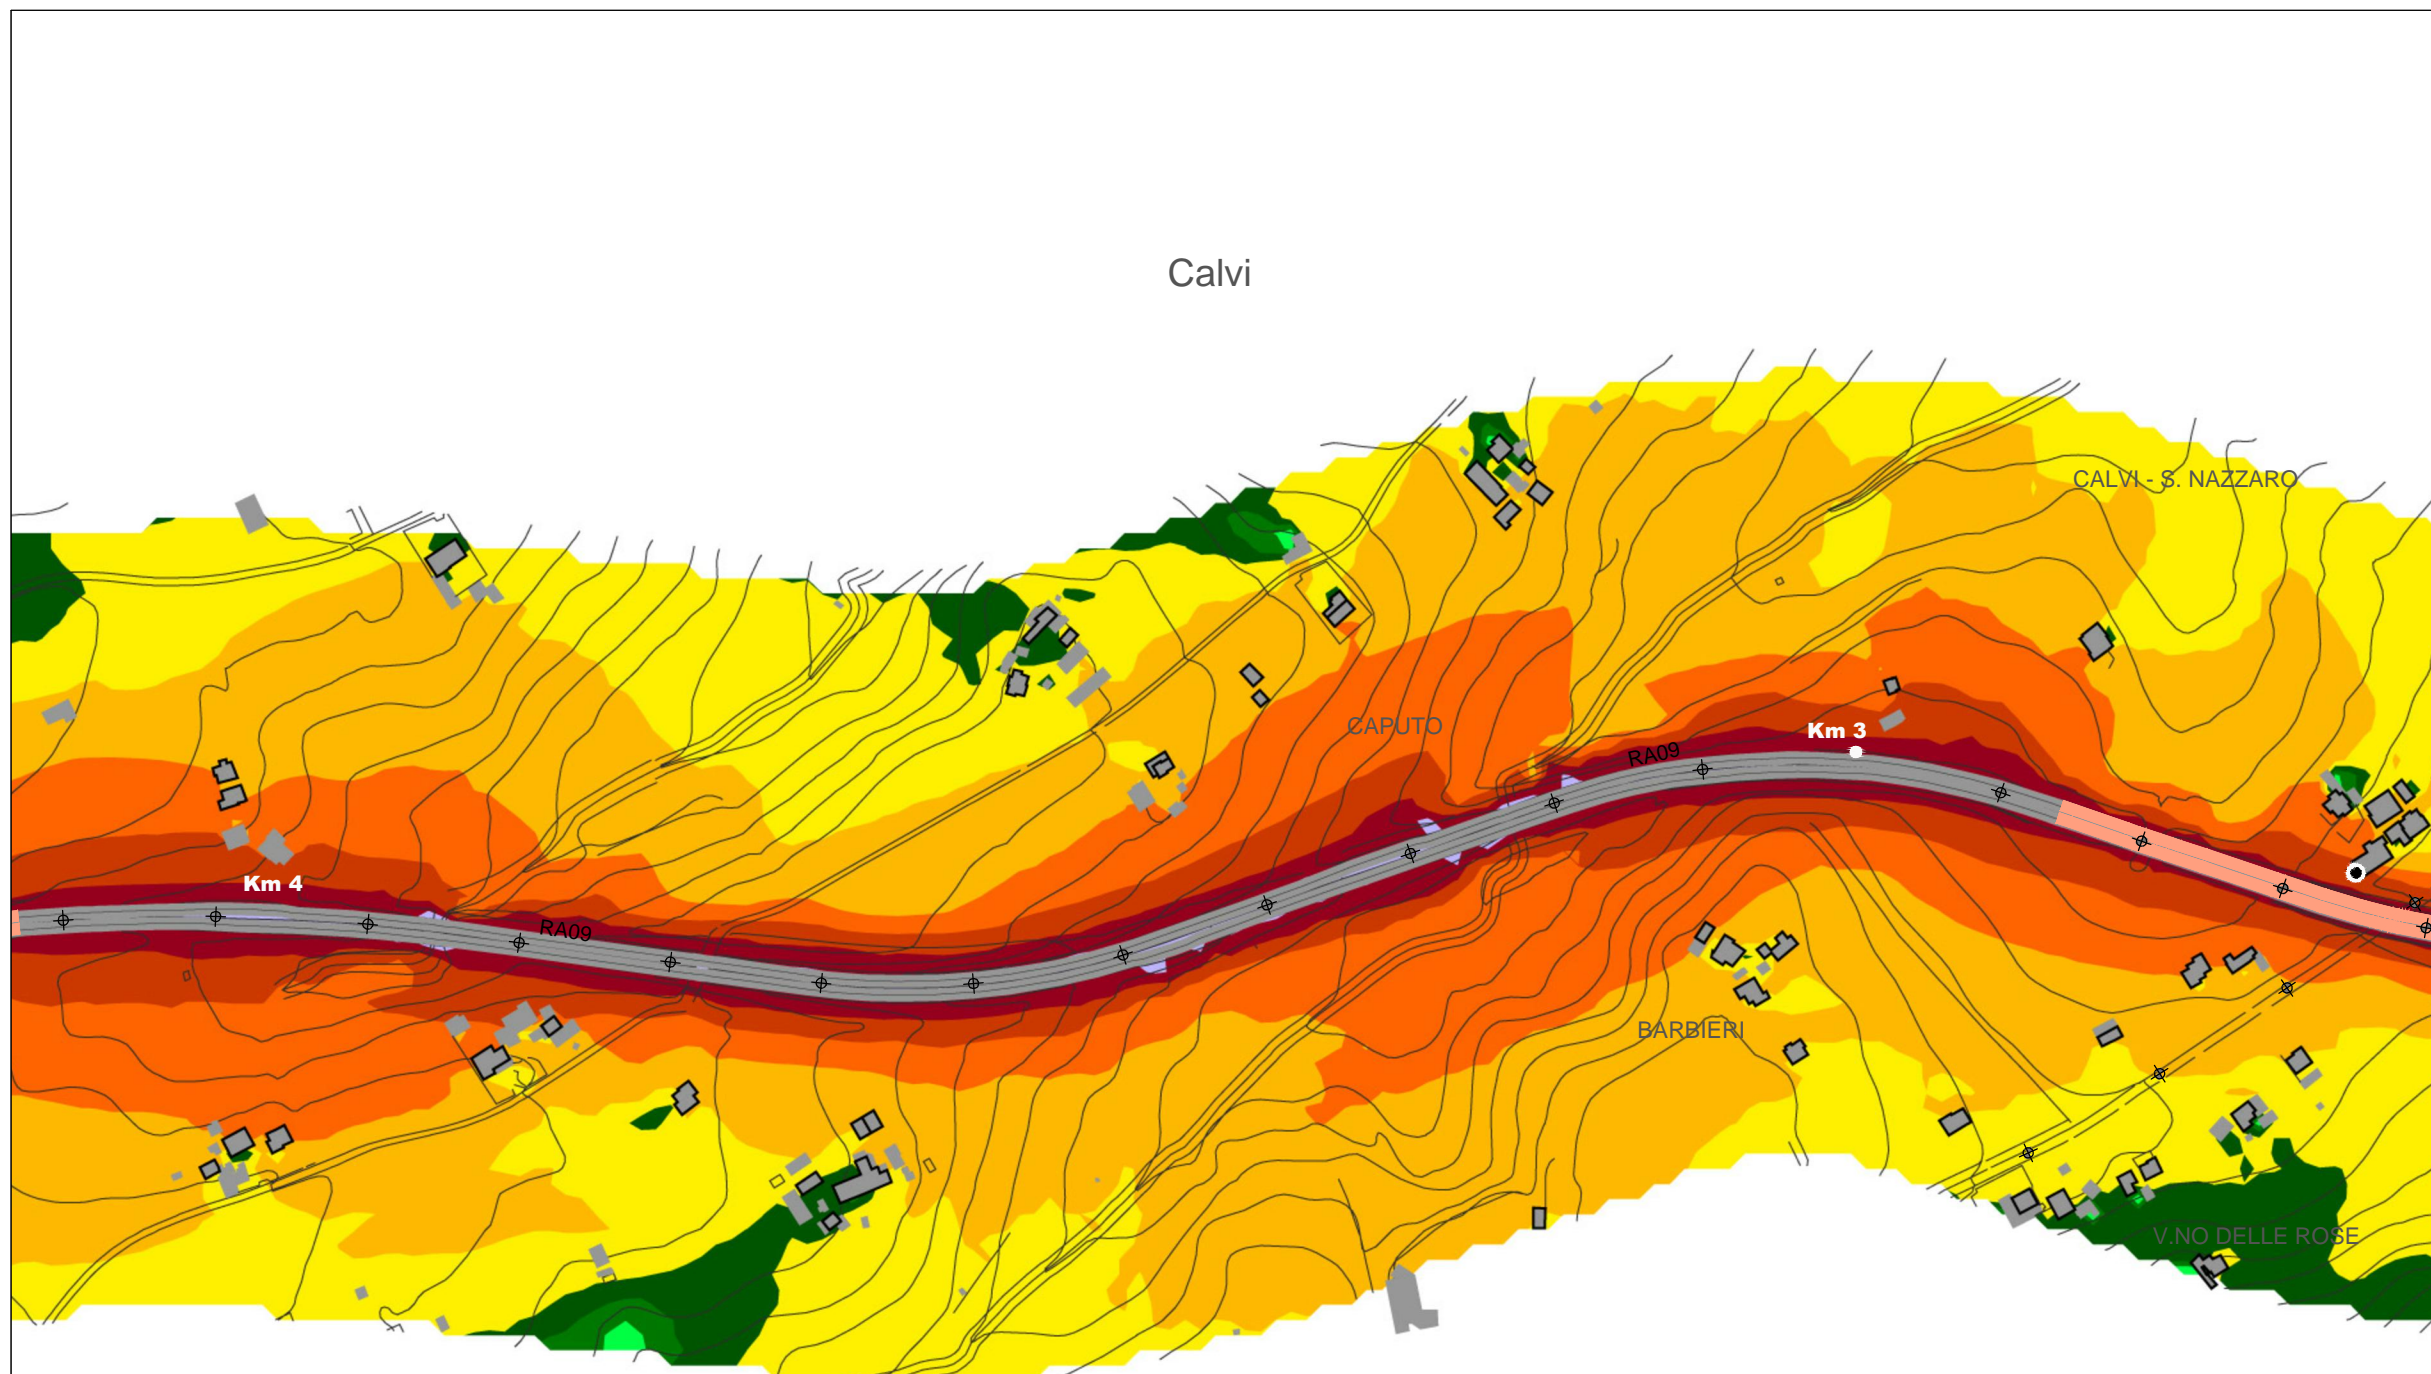 Calvi
CALVI - S. NAZZARO
CAPUTO
Km 3
RA09
Km 4
RA09
BARBIERI
V.NO DELLE ROSE